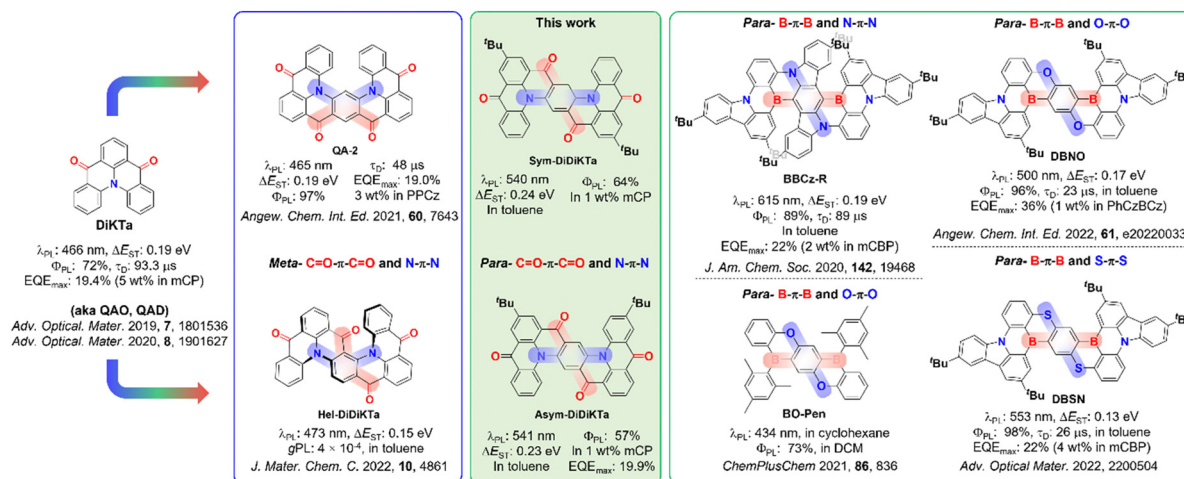 DiKTa
λPL: 466 nm, ΔEST: 0.19 eV
ΦPL: 72%, τD: 93.3 μs
EQEmax: 19.4% (5 wt% in mCP)
(aka QAO, QAD)
Adv. Optical. Mater. 2019, 7, 1801536
Adv. Optical. Mater. 2020, 8, 1901627
QA-2
λPL: 465 nm τD: 48 μs
ΔEST: 0.19 eV EQEmax: 19.0%
ΦPL: 97% 3 wt% in PPCz
Angew. Chem. Int. Ed. 2021, 60, 7643
Meta- C=O-π-C=O and N-π-N
Hel-DiDiKTa
λPL: 473 nm, ΔEST: 0.15 eV
gPL: 4 × 10-4, in toluene
J. Mater. Chem. C. 2022, 10, 4861
This work
tBu
O
O
N
N
O
O
tBu
Sym-DiDiKTa
λPL: 540 nm ΦPL: 64%
ΔEST: 0.24 eV In 1 wt% mCP
In toluene
Para- C=O-π-C=O and N-π-N
tBu
tBu
O
O
N
N
O
O
Asym-DiDiKTa
λPL: 541 nm ΦPL: 57%
ΔEST: 0.23 eV In 1 wt% mCP
In toluene EQEmax: 19.9%
Para- B-π-B and N-π-N
tBu
tBu
N
N
B
B
N
N
tBu
tBu
tBu
tBu
BBCz-R
λPL: 615 nm, ΔEST: 0.19 eV
ΦPL: 89%, τD: 89 μs
In toluene
EQEmax: 22% (2 wt% in mCBP)
J. Am. Chem. Soc. 2020, 142, 19468
Para- B-π-B and O-π-O
O
B
B
O
BO-Pen
λPL: 434 nm, in cyclohexane
ΦPL: 73%, in DCM
ChemPlusChem 2021, 86, 836
Para- B-π-B and O-π-O
tBu
tBu
O
N
B
B
N
O
tBu
tBu
DBNO
λPL: 500 nm, ΔEST: 0.17 eV
ΦPL: 96%, τD: 23 μs, in toluene
EQEmax: 36% (1 wt% in PhCzBCz)
Angew. Chem. Int. Ed. 2022, 61, e20220033
Para- B-π-B and S-π-S
tBu
S
N
B
B
N
S
tBu
tBu
DBSN
λPL: 553 nm, ΔEST: 0.13 eV
ΦPL: 98%, τD: 26 μs, in toluene
EQEmax: 22% (4 wt% in mCBP)
Adv. Optical Mater. 2022, 2200504